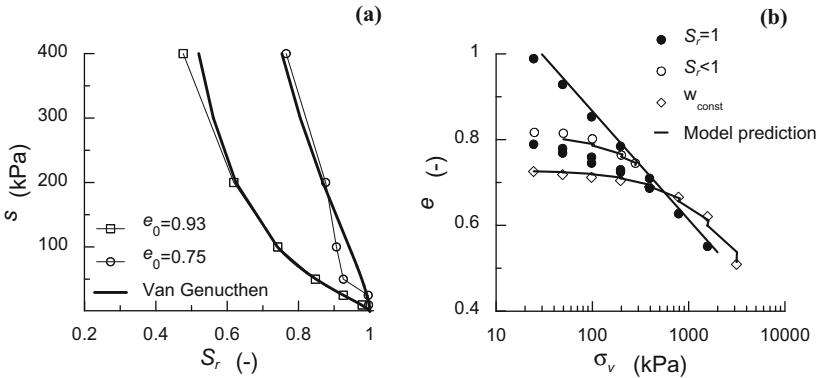 (a)
400
300
200
100
s (kPa)
e0=0.93
e0=0.75
Van Genucthen
0.2 0.4 0.6 0.8 1
Sr (-)
(b)
Sr=1
Sr<1
wconst
Model prediction
1
0.8
0.6
0.4
e (-)
10 100 1000 10000
σv (kPa)